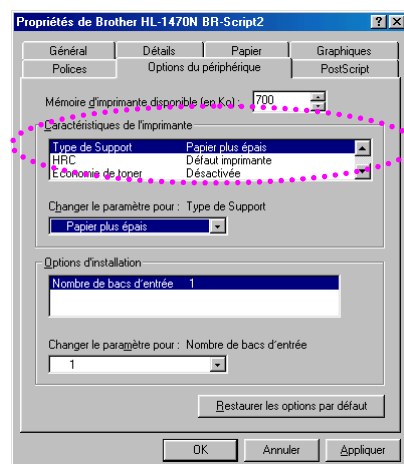 Propriétés de Brother HL-1470N BR-Script2
Général Détails Papier Graphiques
Polices Options du périphérique PostScript
Mémoire d'imprimante disponible (en Ko) : 700
Caractéristiques de l'imprimante
Type de Support Papier plus épais
HRC Défaut imprimante
Economie de toner Désactivée
Changer le paramètre pour : Type de Support
Papier plus épais
Options d'installation
Nombre de bacs d'entrée 1
Changer le paramètre pour : Nombre de bacs d'entrée
1
Restaurer les options par défaut
OK Annuler Appliquer